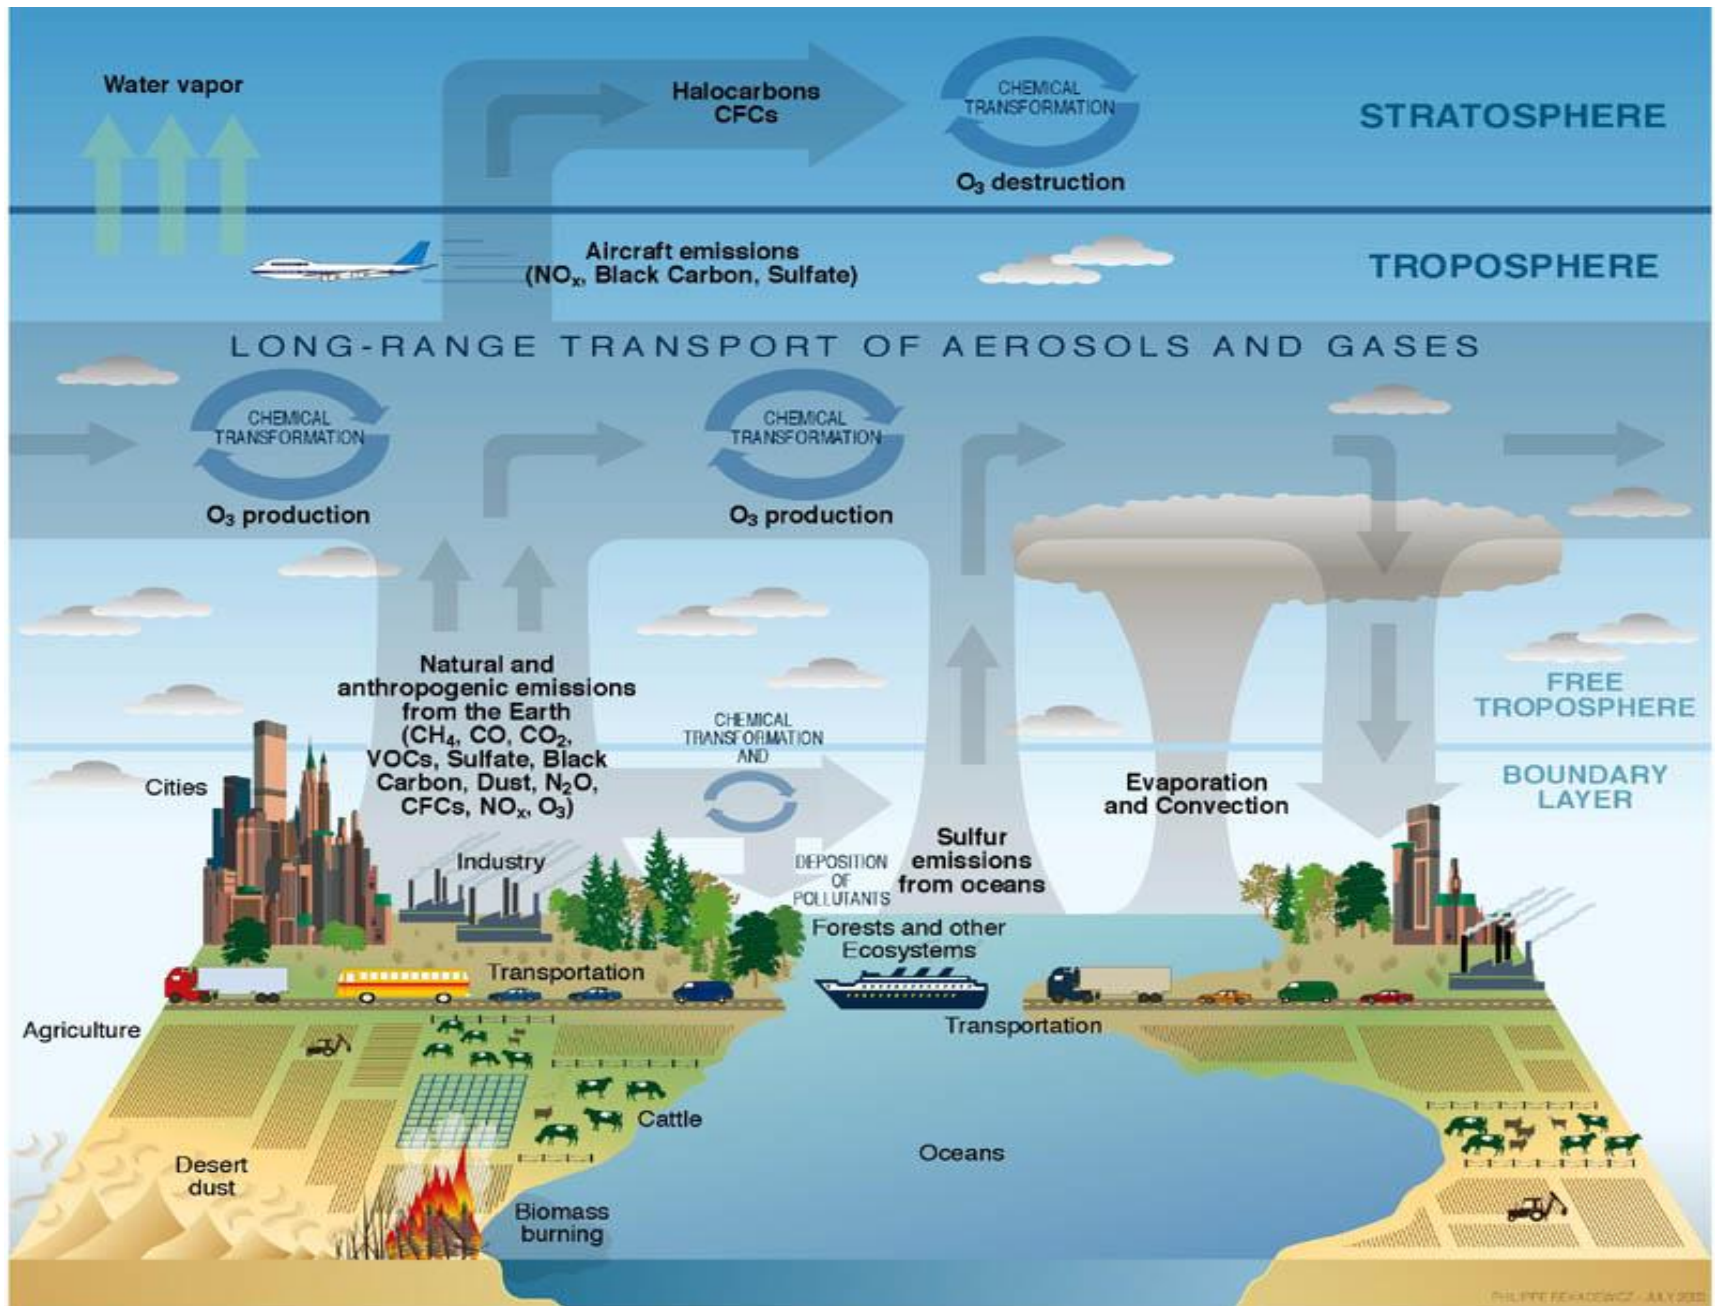 Water vapor
Halocarbons
CFCs
CHEMICAL
TRANSFORMATION
O₃ destruction
STRATOSPHERE
Aircraft emissions
(NOₓ, Black Carbon, Sulfate)
TROPOSPHERE
LONG-RANGE TRANSPORT OF AEROSOLS AND GASES
CHEMICAL
TRANSFORMATION
O₃ production
CHEMICAL
TRANSFORMATION
O₃ production
Natural and
anthropogenic emissions
from the Earth
(CH₄, CO, CO₂,
VOCs, Sulfate, Black
Carbon, Dust, N₂O,
CFCs, NOₓ, O₃)
CHEMICAL
TRANSFORMATION
AND
FREE
TROPOSPHERE
BOUNDARY
LAYER
Cities
Evaporation
and Convection
Industry
DEPOSITION
OF
POLLUTANTS
Sulfur
emissions
from oceans
Forests and other
Ecosystems
Transportation
Transportation
Agriculture
Cattle
Oceans
Desert
dust
Biomass
burning
PHILIPPE REKACEWICZ - JULY